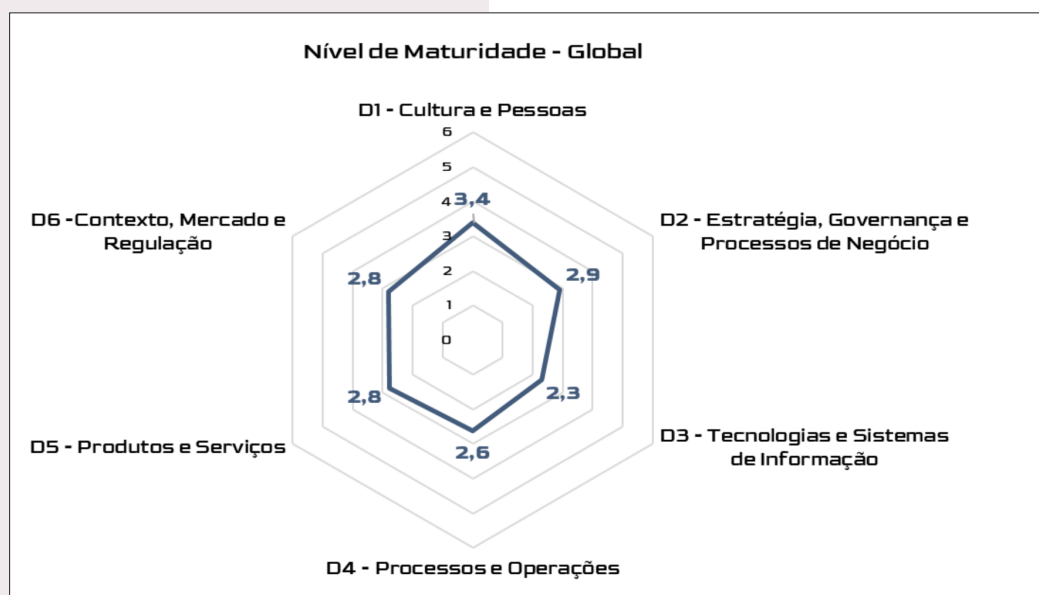 Nível de Maturidade - Global
D1 - Cultura e Pessoas
6
5
4
3,4
3
2
1
0
D2 - Estratégia, Governança e
Processos de Negócio
2,9
D3 - Tecnologias e Sistemas
de Informação
2,3
D4 - Processos e Operações
2,6
D5 - Produtos e Serviços
2,8
D6 -Contexto, Mercado e
Regulação
2,8